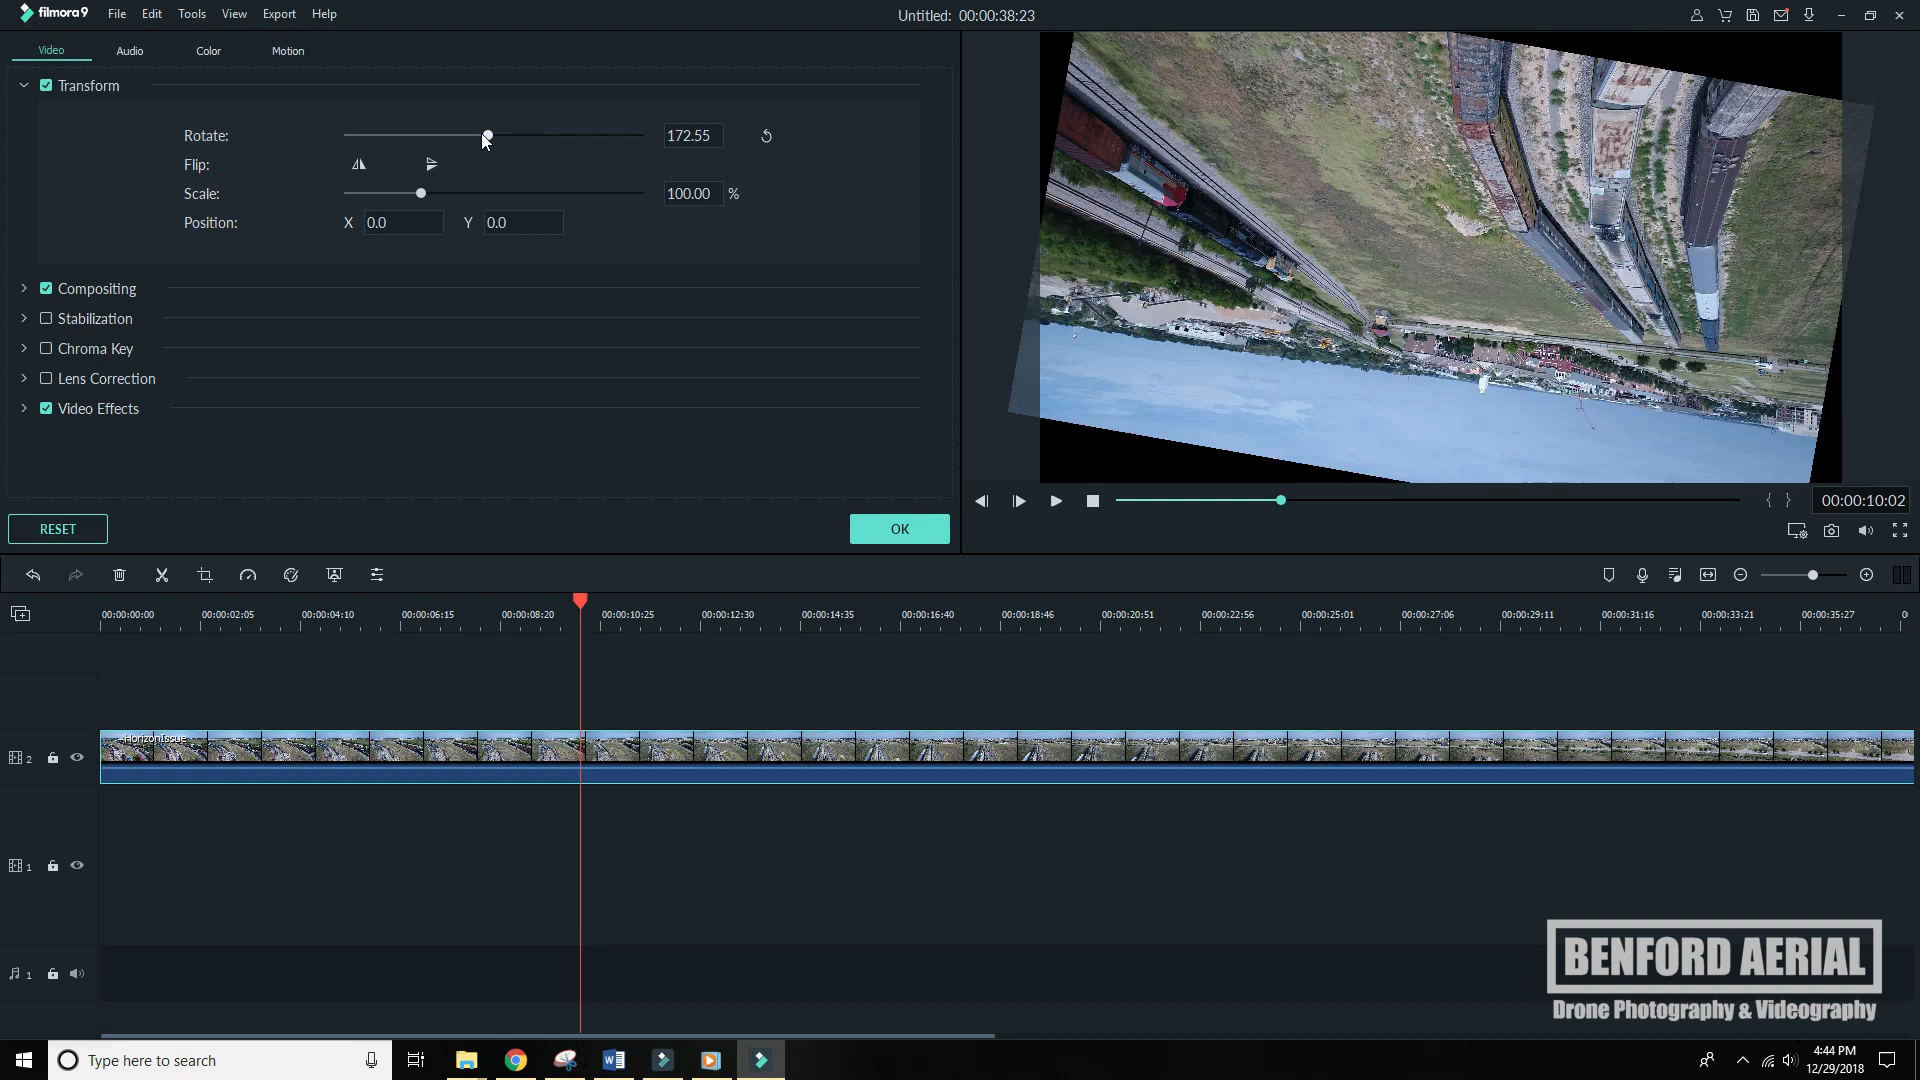 filmora9 File Edit Tools View Export Help Untitled: 00:00:38:23
Video Audio Color Motion
Transform
Rotate: 172.55
Flip:
Scale: 100.00 %
Position: X 0.0 Y 0.0
Compositing
Stabilization
Chroma Key
Lens Correction
Video Effects
RESET OK
{ } 00:00:10:02
00:00:00:00 00:00:02:05 00:00:04:10 00:00:06:15 00:00:08:20 00:00:10:25 00:00:12:30 00:00:14:35 00:00:16:40 00:00:18:46 00:00:20:51 00:00:22:56 00:00:25:01 00:00:27:06 00:00:29:11 00:00:31:16 00:00:33:21 00:00:35:27
HorizonIssue
2
1
1
BENFORD AERIAL
Drone Photography & Videography
Type here to search
4:44 PM
12/29/2018